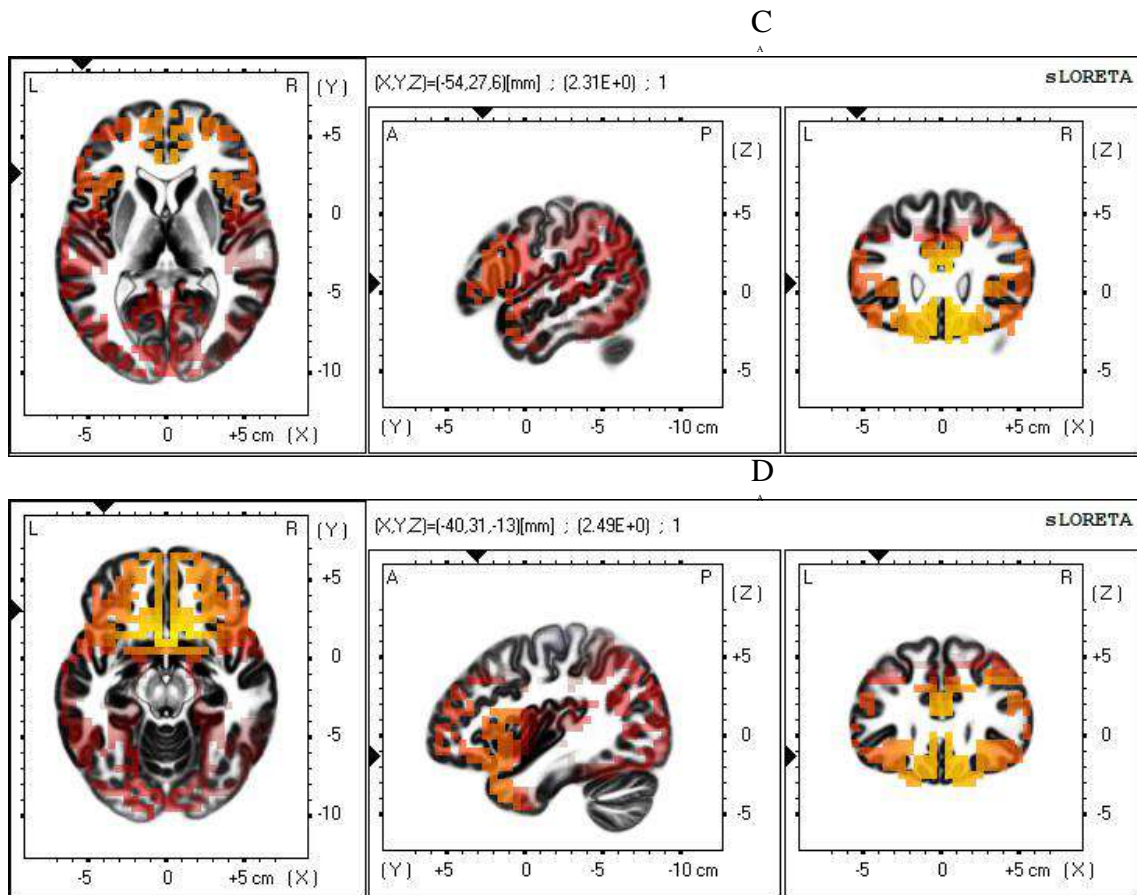 C
A
(X,Y,Z)=(-54,27,6)[mm] ; (2.31E+0) ; 1 sLORETA
L R (Y)
+5
0
-5
-10
-5 0 +5 cm (X)
A P (Z)
+5
0
-5
(Y) +5 0 -5 -10 cm
L R (Z)
+5
0
-5
-5 0 +5 cm (X)
D
A
(X,Y,Z)=(-40,31,-13)[mm] ; (2.49E+0) ; 1 sLORETA
L R (Y)
+5
0
-5
-10
-5 0 +5 cm (X)
A P (Z)
+5
0
-5
(Y) +5 0 -5 -10 cm
L R (Z)
+5
0
-5
-5 0 +5 cm (X)